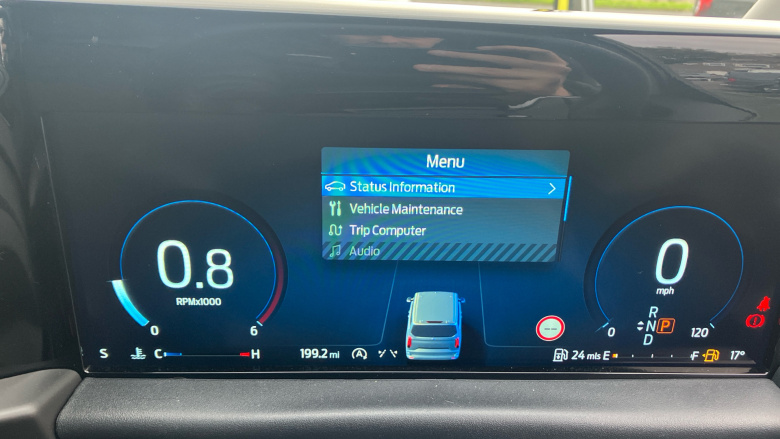 Menu
Status Information
Vehicle Maintenance
Trip Computer
Audio
0.8
RPMx1000
0 6
0
mph
0 120
R
N P
D
S C H 199.2 mi A
24 mls E F 17°